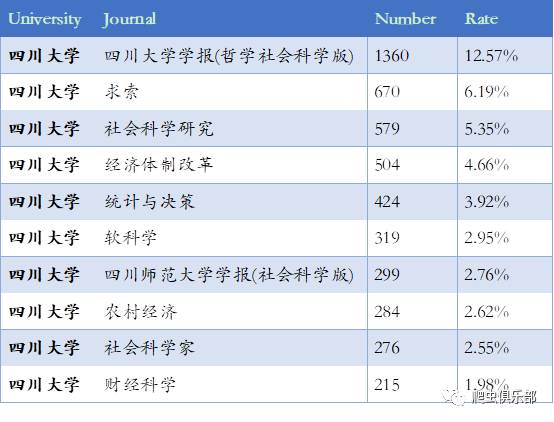 University Journal Number Rate
四川大学 四川大学学报(哲学社会科学版) 1360 12.57%
四川大学 求索 670 6.19%
四川大学 社会科学研究 579 5.35%
四川大学 经济体制改革 504 4.66%
四川大学 统计与决策 424 3.92%
四川大学 软科学 319 2.95%
四川大学 四川师范大学学报(社会科学版) 299 2.76%
四川大学 农村经济 284 2.62%
四川大学 社会科学家 276 2.55%
四川大学 财经科学 215 1.98%
爬虫俱乐部